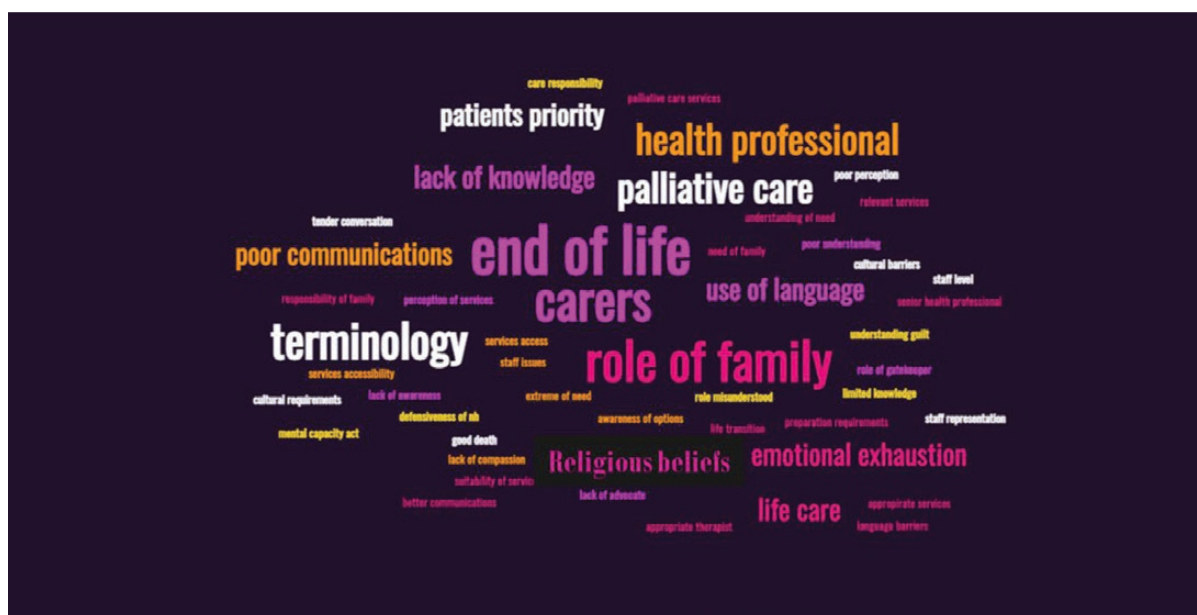 care responsibility
palliative care services
patients priority
health professional
lack of knowledge
palliative care
poor perception
relevant services
understanding of need
tender conversation
poor communications
end of life
need of family
poor understanding
cultural barriers
staff level
responsibility of family
perception of services
carers
use of language
senior health professional
terminology
services access
role of family
understanding guilt
staff issues
services accessibility
role of gatekeeper
cultural requirements
lack of awareness
extreme of need
role misunderstood
limited knowledge
defensiveness of nh
awareness of options
life transition
preparation requirements
staff representation
mental capacity act
good death
lack of compassion
Religious beliefs
emotional exhaustion
suitability of servic
lack of advocate
better communications
life care
appropirate services
appropriate therapist
language barriers